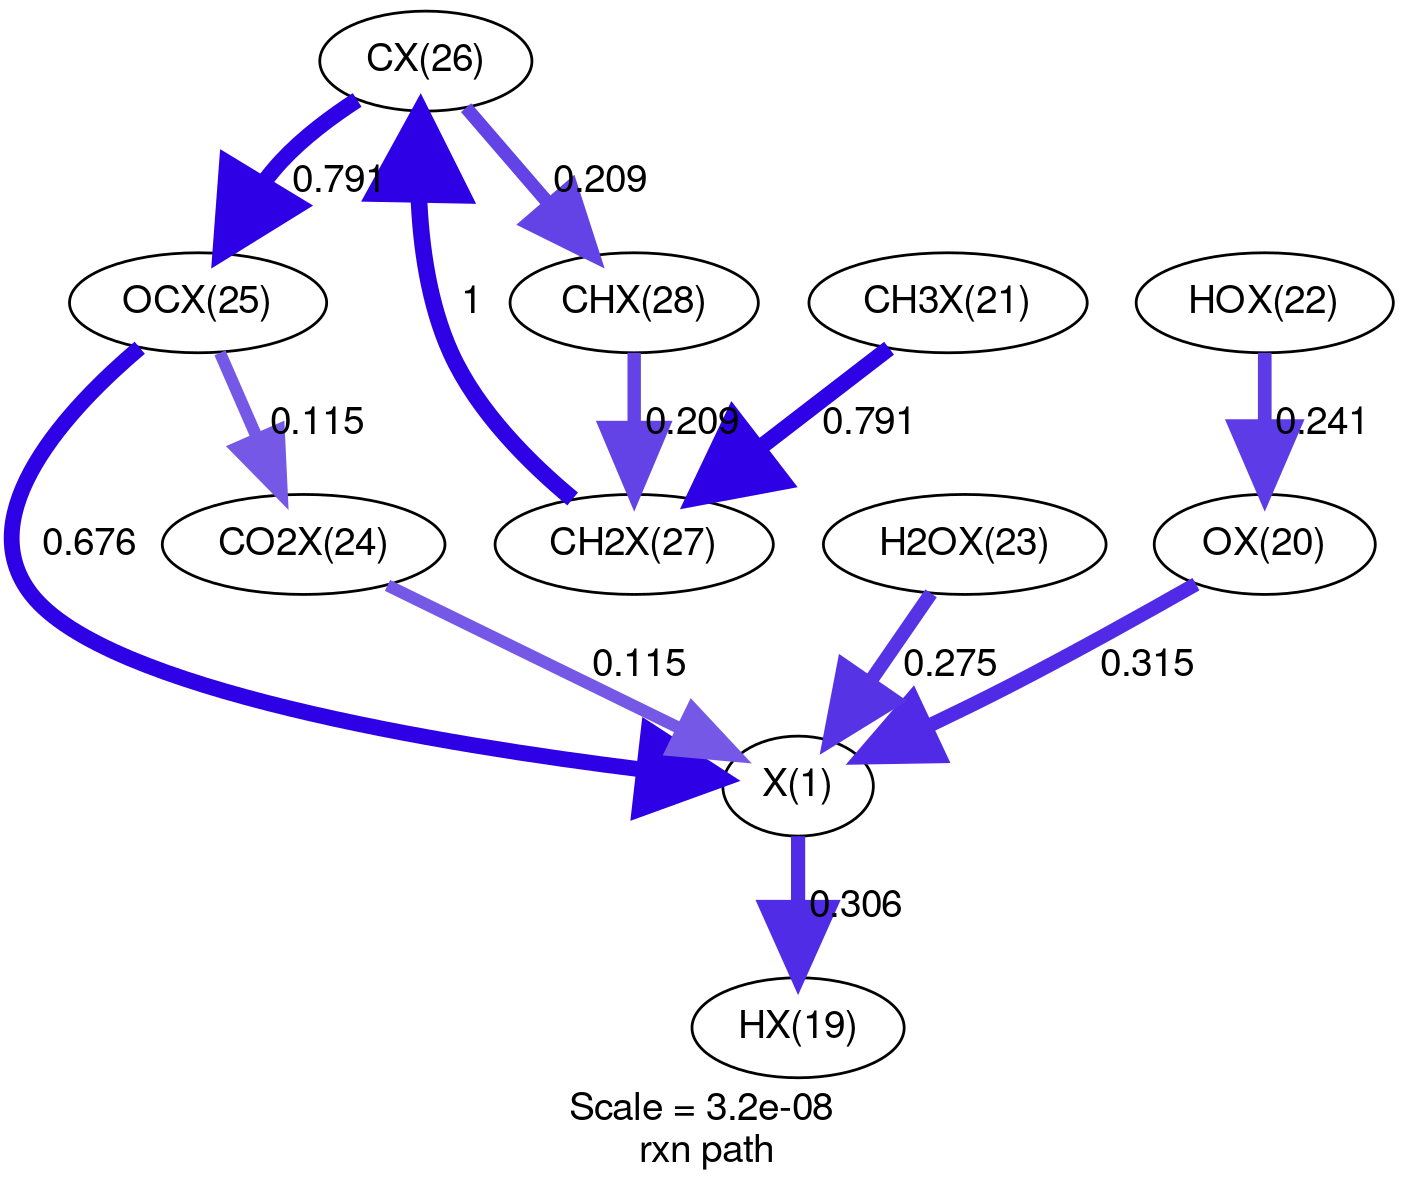 CX(26)
0.791
0.209
OCX(25)
1
CHX(28)
CH3X(21)
HOX(22)
0.115
0.209
0.791
0.241
0.676
CO2X(24)
CH2X(27)
H2OX(23)
OX(20)
0.115
0.275
0.315
X(1)
0.306
HX(19)
Scale = 3.2e-08
rxn path